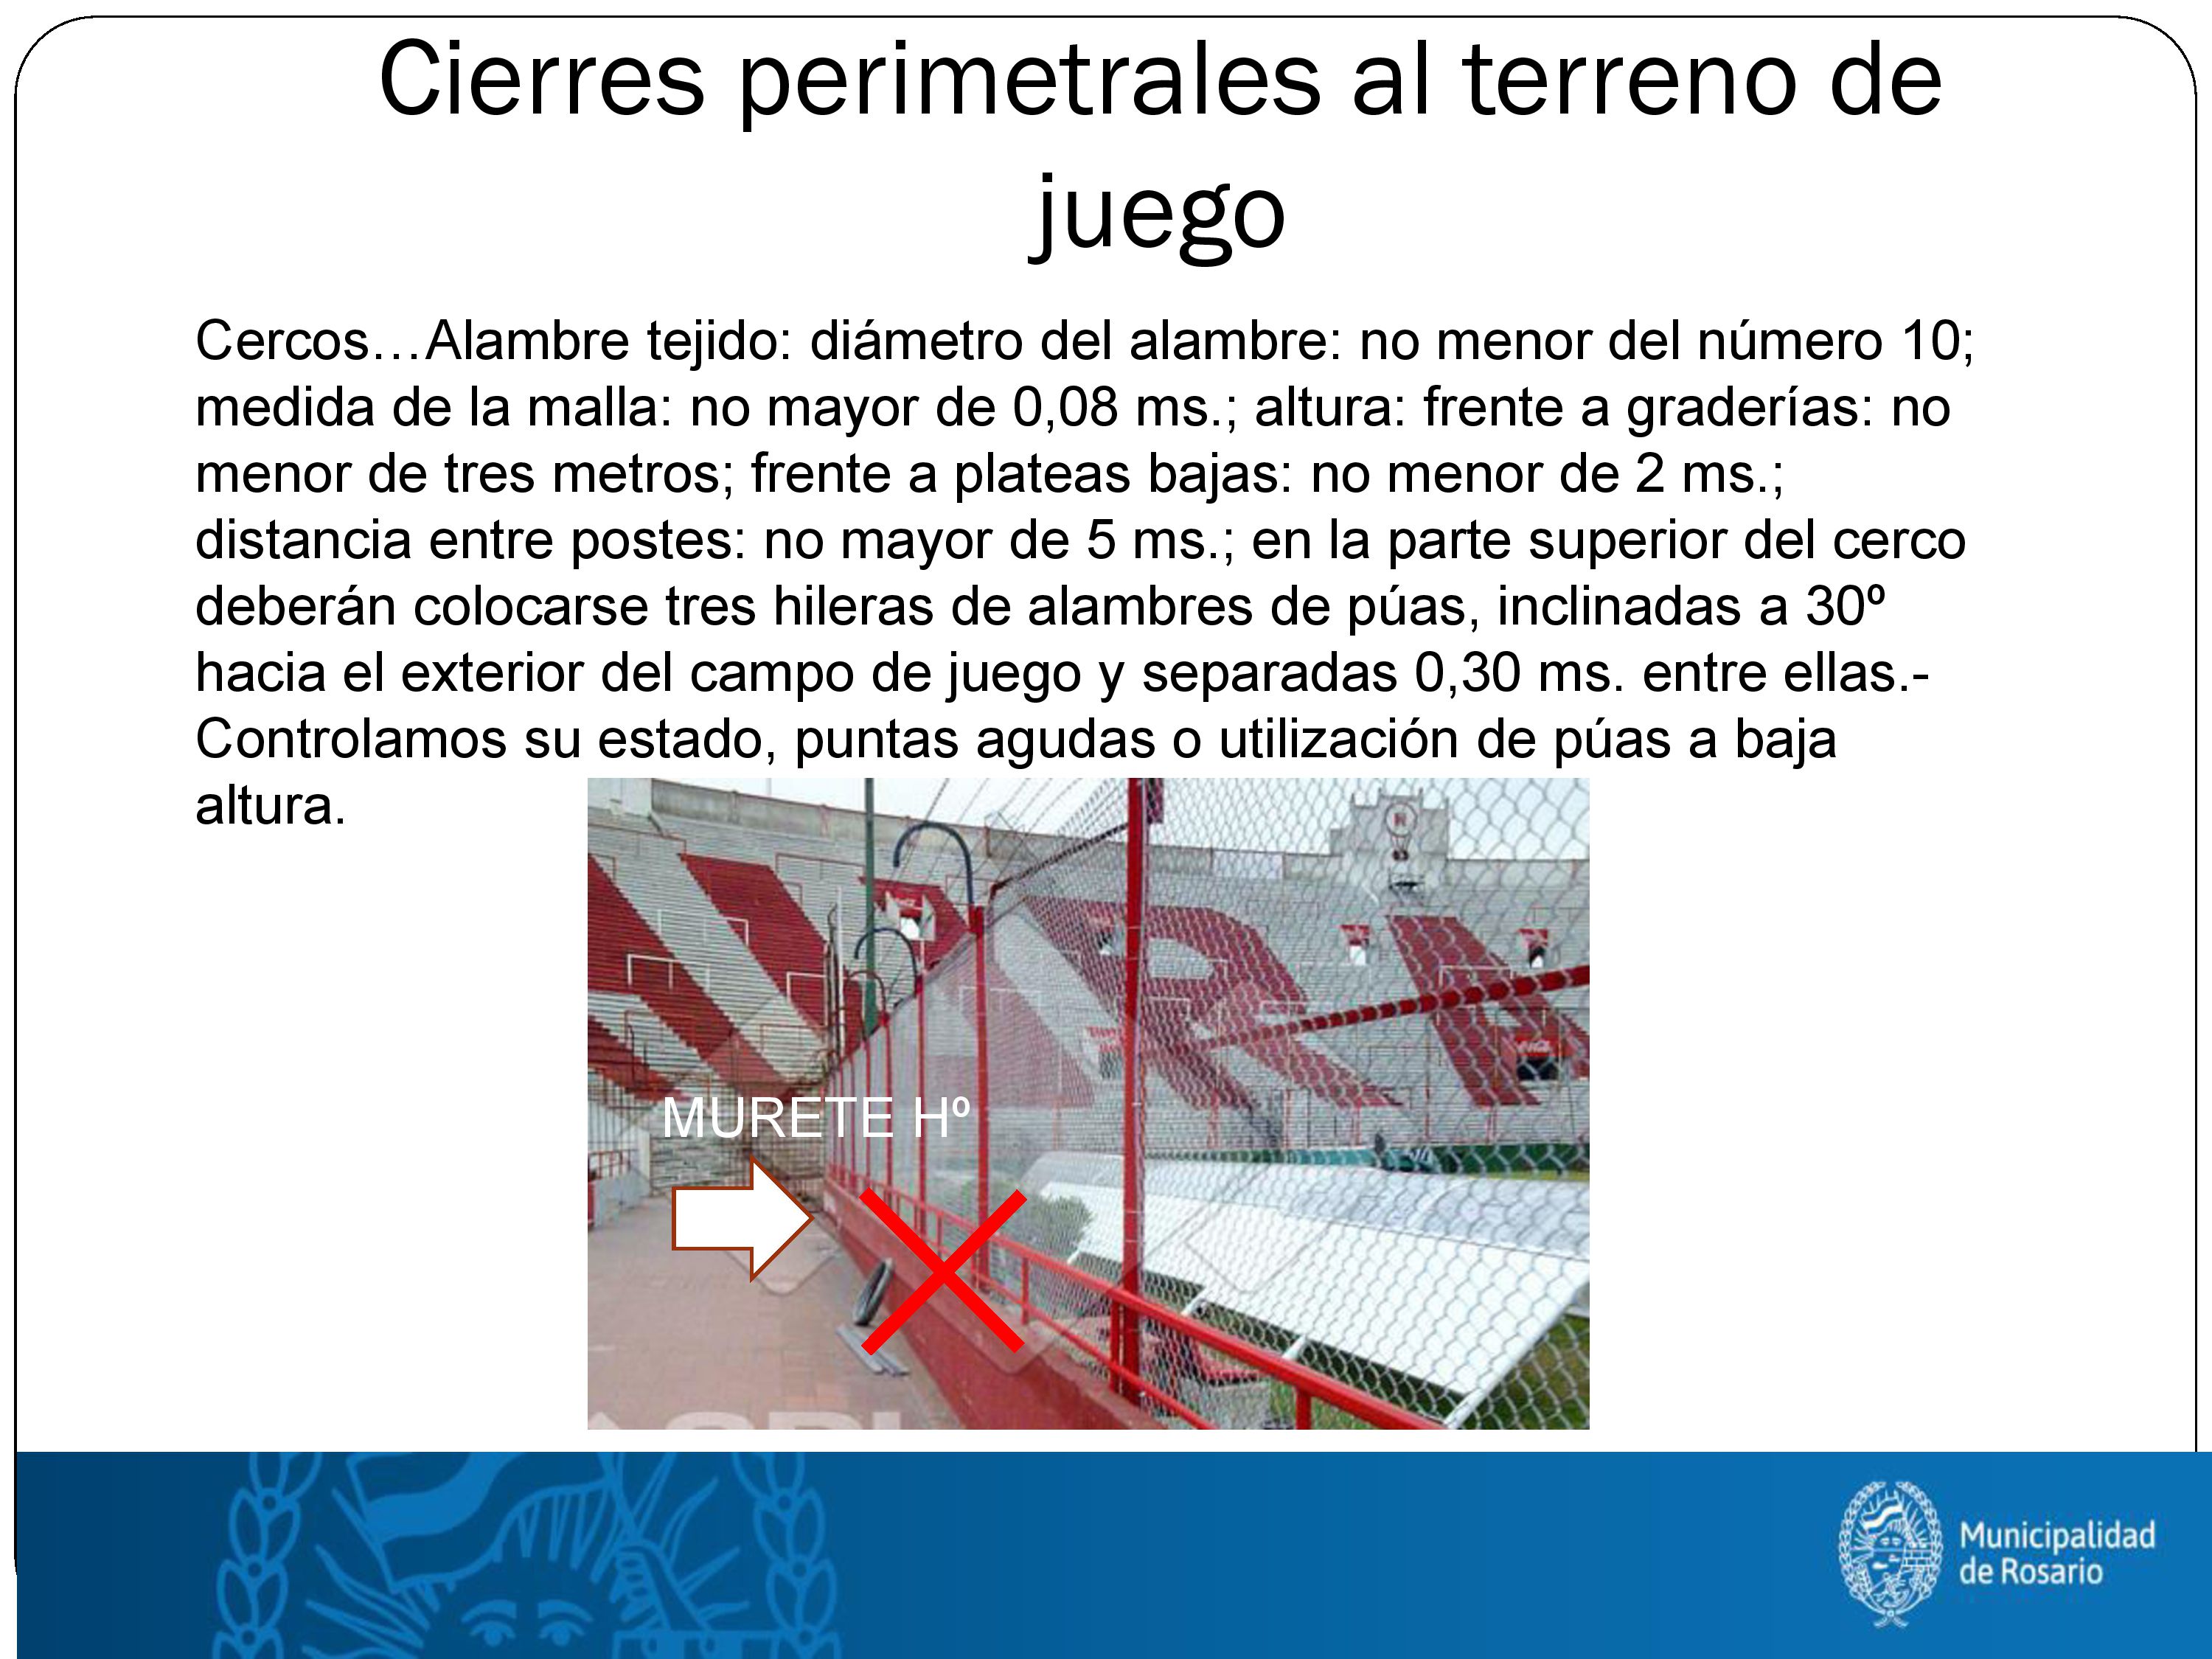 Cierres perimetrales al terreno de
juego
Cercos…Alambre tejido: diámetro del alambre: no menor del número 10;
medida de la malla: no mayor de 0,08 ms.; altura: frente a graderías: no
menor de tres metros; frente a plateas bajas: no menor de 2 ms.;
distancia entre postes: no mayor de 5 ms.; en la parte superior del cerco
deberán colocarse tres hileras de alambres de púas, inclinadas a 30º
hacia el exterior del campo de juego y separadas 0,30 ms. entre ellas.-
Controlamos su estado, puntas agudas o utilización de púas a baja
altura.
MURETE Hº
Municipalidad
de Rosario